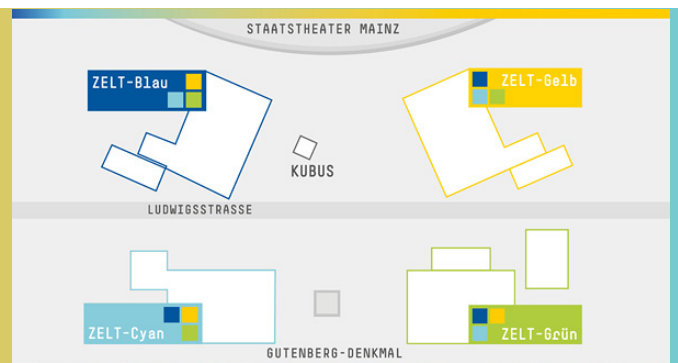 STAATSTHEATER MAINZ
ZELT-Blau
ZELT-Gelb
KUBUS
LUDWIGSSTRASSE
ZELT-Cyan
ZELT-Grün
GUTENBERG-DENKMAL